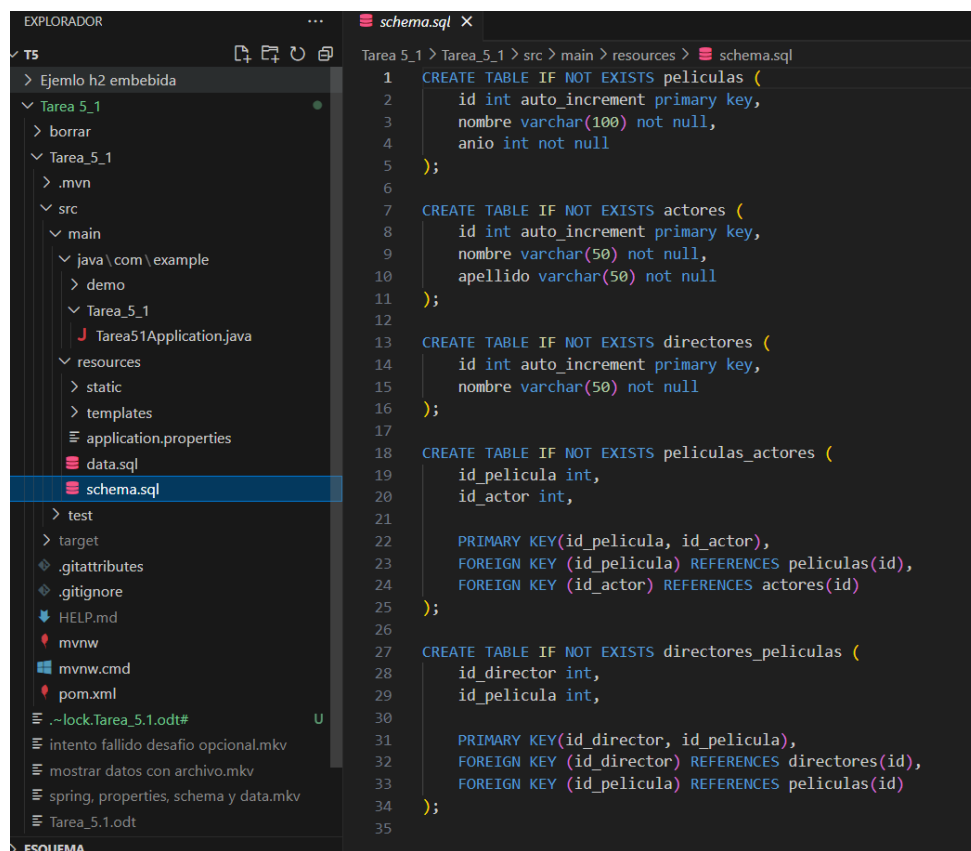 EXPLORADOR
T5
Ejemlo h2 embebida
Tarea 5_1
borrar
Tarea_5_1
.mvn
src
main
java\com\example
demo
Tarea_5_1
J Tarea51Application.java
resources
static
templates
application.properties
data.sql
schema.sql
test
target
.gitattributes
.gitignore
HELP.md
mvnw
mvnw.cmd
pom.xml
.~lock.Tarea_5.1.odt# U
intento fallido desafio opcional.mkv
mostrar datos con archivo.mkv
spring, properties, schema y data.mkv
Tarea_5.1.odt
ESQUEMA
schema.sql
Tarea 5_1 > Tarea_5_1 > src > main > resources > schema.sql
1 CREATE TABLE IF NOT EXISTS peliculas (
2 id int auto_increment primary key,
3 nombre varchar(100) not null,
4 anio int not null
5 );
6
7 CREATE TABLE IF NOT EXISTS actores (
8 id int auto_increment primary key,
9 nombre varchar(50) not null,
10 apellido varchar(50) not null
11 );
12
13 CREATE TABLE IF NOT EXISTS directores (
14 id int auto_increment primary key,
15 nombre varchar(50) not null
16 );
17
18 CREATE TABLE IF NOT EXISTS peliculas_actores (
19 id_pelicula int,
20 id_actor int,
21
22 PRIMARY KEY(id_pelicula, id_actor),
23 FOREIGN KEY (id_pelicula) REFERENCES peliculas(id),
24 FOREIGN KEY (id_actor) REFERENCES actores(id)
25 );
26
27 CREATE TABLE IF NOT EXISTS directores_peliculas (
28 id_director int,
29 id_pelicula int,
30
31 PRIMARY KEY(id_director, id_pelicula),
32 FOREIGN KEY (id_director) REFERENCES directores(id),
33 FOREIGN KEY (id_pelicula) REFERENCES peliculas(id)
34 );
35